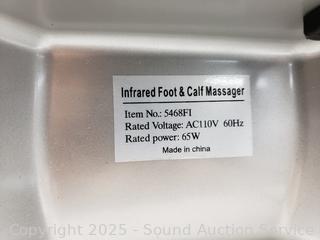 Infrared Foot & Calf Massager
Item No.: 5468FI
Rated Voltage: AC110V 60Hz
Rated power: 65W
Made in china
Copyright 2025 - Sound Auction Service